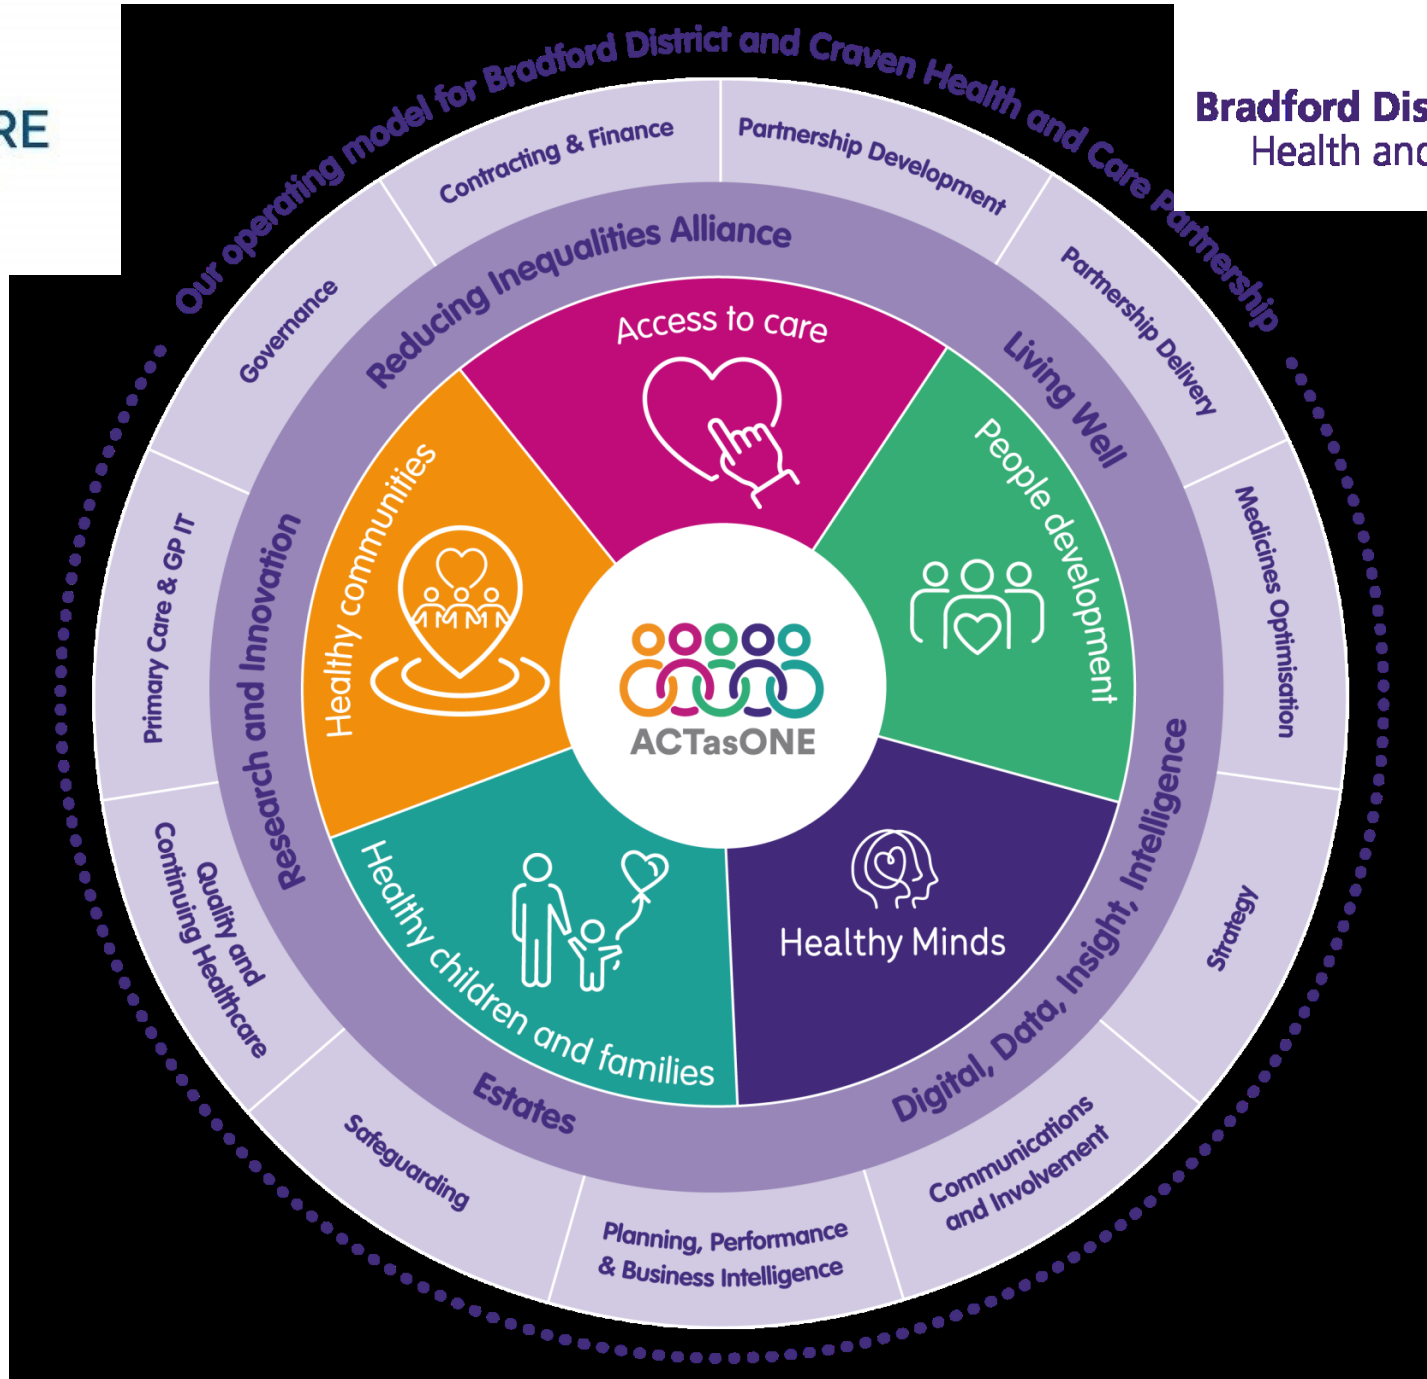 RE
Bradford Dis
Health and
Our operating model for Bradford District and Craven Health and Care Partnership
Contracting & Finance
Partnership Development
Partnership Delivery
Medicines Optimisation
Strategy
Communications
and Involvement
Planning, Performance
& Business Intelligence
Safeguarding
Quality and
Continuing Healthcare
Primary Care & GP IT
Governance
Reducing Inequalities Alliance
Living Well
Digital, Data, Insight, Intelligence
Estates
Research and Innovation
Access to care
People development
Healthy Minds
Healthy children and families
Healthy communities
ACTasONE